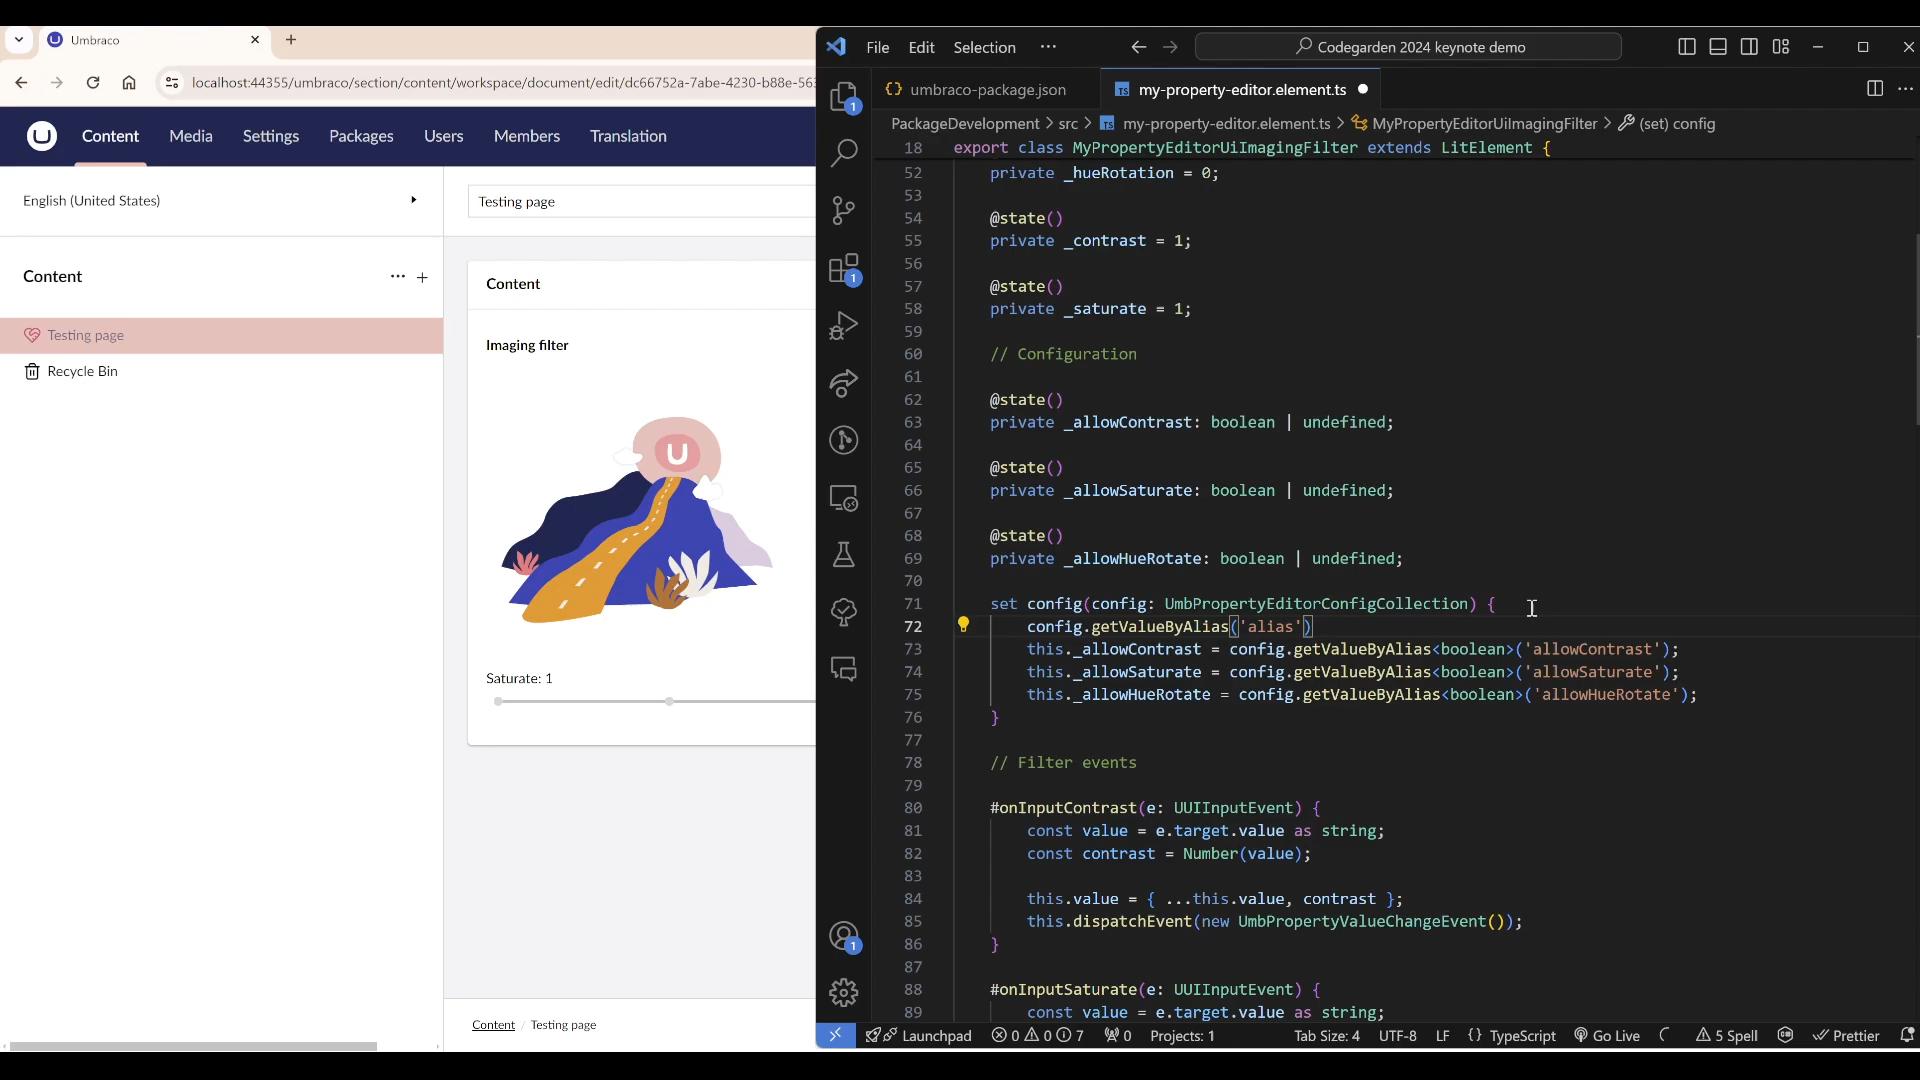 Umbraco
localhost:44355/umbraco/section/content/workspace/document/edit/dc66752a-7abe-4230-b88e-563
Content Media Settings Packages Users Members Translation
English (United States)
Content
Testing page
Recycle Bin
Testing page
Content
Imaging filter
U
Saturate: 1
Content / Testing page
File Edit Selection ···
Codegarden 2024 keynote demo
{} umbraco-package.json
TS my-property-editor.element.ts
PackageDevelopment > src > TS my-property-editor.element.ts > MyPropertyEditorUiImagingFilter > (set) config
18 export class MyPropertyEditorUiImagingFilter extends LitElement {
52 private _hueRotation = 0;
53
54 @state()
55 private _contrast = 1;
56
57 @state()
58 private _saturate = 1;
59
60 // Configuration
61
62 @state()
63 private _allowContrast: boolean | undefined;
64
65 @state()
66 private _allowSaturate: boolean | undefined;
67
68 @state()
69 private _allowHueRotate: boolean | undefined;
70
71 set config(config: UmbPropertyEditorConfigCollection) {
72 config.getValueByAlias('alias')
73 this._allowContrast = config.getValueByAlias<boolean>('allowContrast');
74 this._allowSaturate = config.getValueByAlias<boolean>('allowSaturate');
75 this._allowHueRotate = config.getValueByAlias<boolean>('allowHueRotate');
76 }
77
78 // Filter events
79
80 #onInputContrast(e: UUIInputEvent) {
81 const value = e.target.value as string;
82 const contrast = Number(value);
83
84 this.value = { ...this.value, contrast };
85 this.dispatchEvent(new UmbPropertyValueChangeEvent());
86 }
87
88 #onInputSaturate(e: UUIInputEvent) {
89 const value = e.target.value as string;
1
1
1
Launchpad 0 0 7 0 Projects: 1 Tab Size: 4 UTF-8 LF {} TypeScript Go Live 5 Spell Prettier